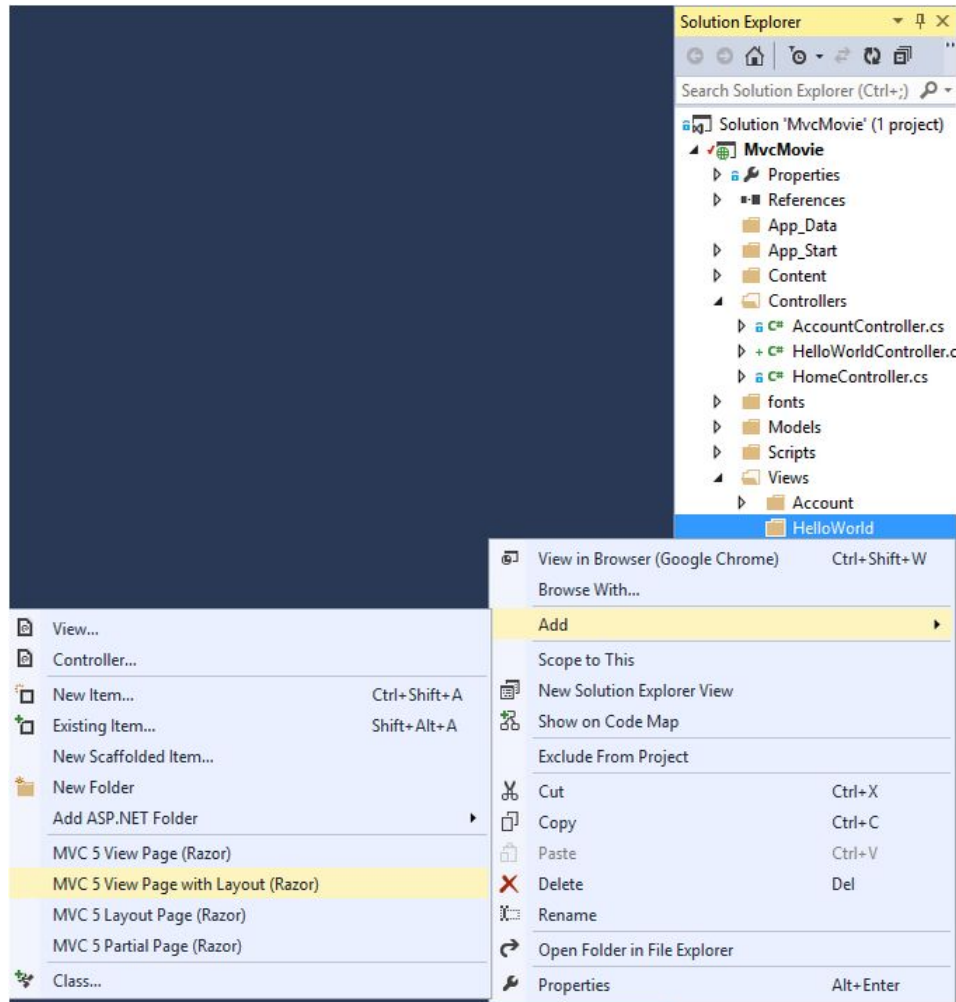 Solution Explorer
Search Solution Explorer (Ctrl+;)
Solution 'MvcMovie' (1 project)
MvcMovie
Properties
References
App_Data
App_Start
Content
Controllers
C# AccountController.cs
+ C# HelloWorldController.c
C# HomeController.cs
fonts
Models
Scripts
Views
Account
HelloWorld
View in Browser (Google Chrome) Ctrl+Shift+W
Browse With...
Add
Scope to This
New Solution Explorer View
Show on Code Map
Exclude From Project
Cut Ctrl+X
Copy Ctrl+C
Paste Ctrl+V
Delete Del
Rename
Open Folder in File Explorer
Properties Alt+Enter
View...
Controller...
New Item... Ctrl+Shift+A
Existing Item... Shift+Alt+A
New Scaffolded Item...
New Folder
Add ASP.NET Folder
MVC 5 View Page (Razor)
MVC 5 View Page with Layout (Razor)
MVC 5 Layout Page (Razor)
MVC 5 Partial Page (Razor)
Class...